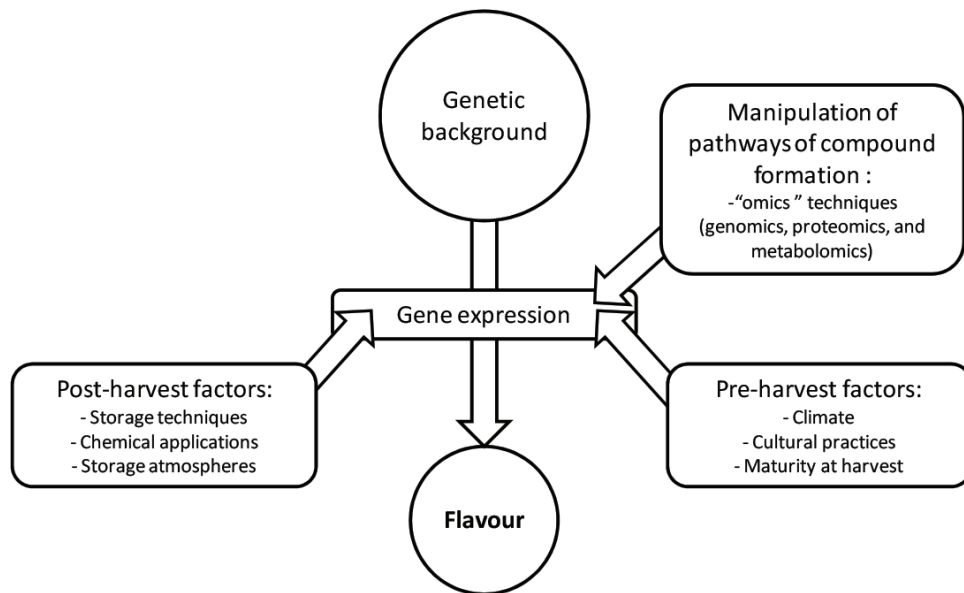 Genetic
background
Manipulation of
pathways of compound
formation :
-“omics ” techniques
(genomics, proteomics, and
metabolomics)
Gene expression
Post-harvest factors:
- Storage techniques
- Chemical applications
- Storage atmospheres
Pre-harvest factors:
- Climate
- Cultural practices
- Maturity at harvest
Flavour